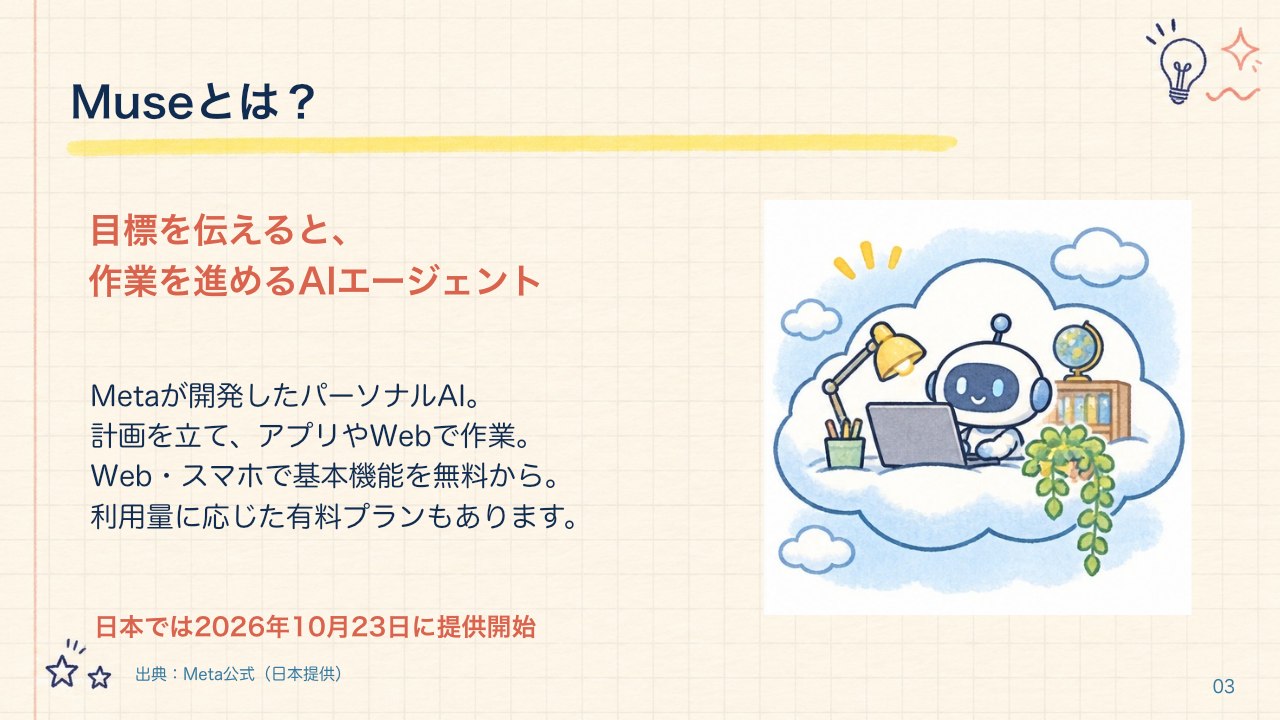 Museとは？
目標を伝えると、
作業を進めるAIエージェント
Metaが開発したパーソナルAI。
計画を立て、アプリやWebで作業。
Web・スマホで基本機能を無料から。
利用量に応じた有料プランもあります。
日本では2026年10月23日に提供開始
出典：Meta公式（日本提供）
03